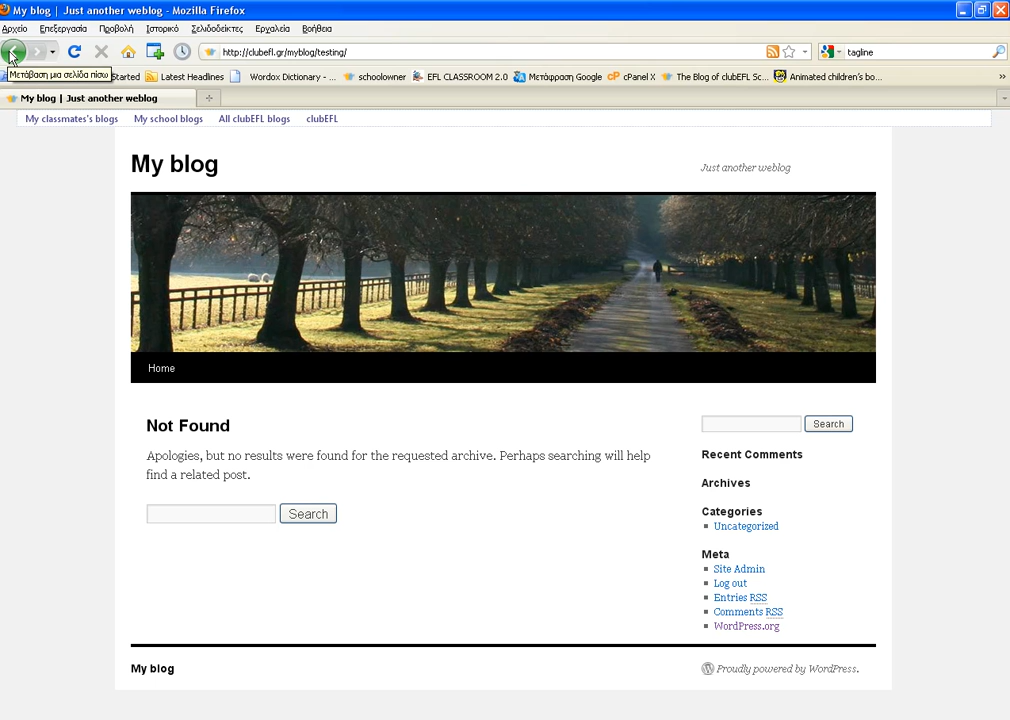 My blog | Just another weblog - Mozilla Firefox
Αρχείο Επεξεργασία Προβολή Ιστορικό Σελιδοδείκτες Εργαλεία Βοήθεια
http://clubefl.gr/myblog/testing/ tagline
Μετάβαση μια σελίδα πίσω
Started Latest Headlines Wordox Dictionary - ... schoolowner EFL CLASSROOM 2.0 Μετάφραση Google cPanel X The Blog of clubEFL Sc... Animated children's bo... »
My blog | Just another weblog
My classmates's blogs My school blogs All clubEFL blogs clubEFL
My blog
Just another weblog
Home
Not Found
Apologies, but no results were found for the requested archive. Perhaps searching will help
find a related post.
Search
Search
Recent Comments
Archives
Categories
Uncategorized
Meta
Site Admin
Log out
Entries RSS
Comments RSS
WordPress.org
My blog
Proudly powered by WordPress.